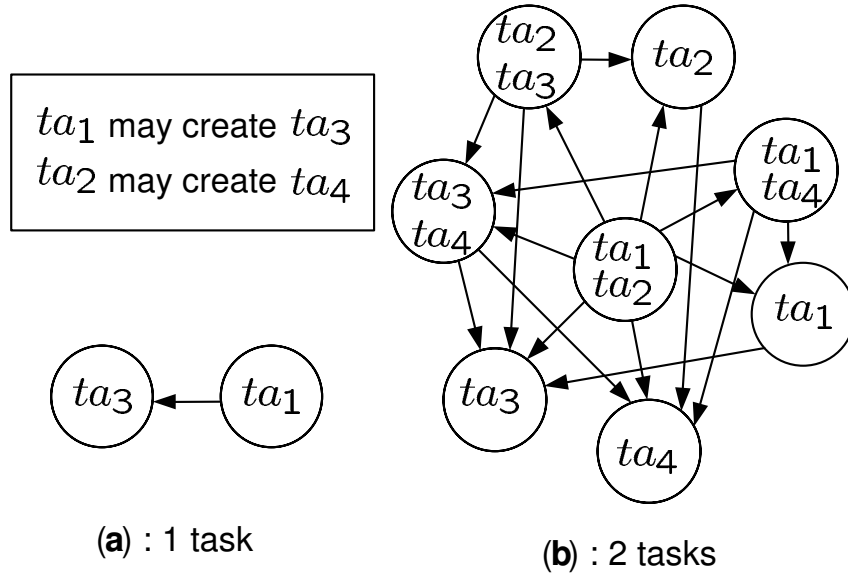 ta₁ may create ta₃
ta₂ may create ta₄
ta₃
ta₁
(a) : 1 task
ta₂
ta₃
ta₂
ta₁
ta₄
ta₃
ta₄
ta₁
ta₂
ta₁
ta₃
ta₄
(b) : 2 tasks